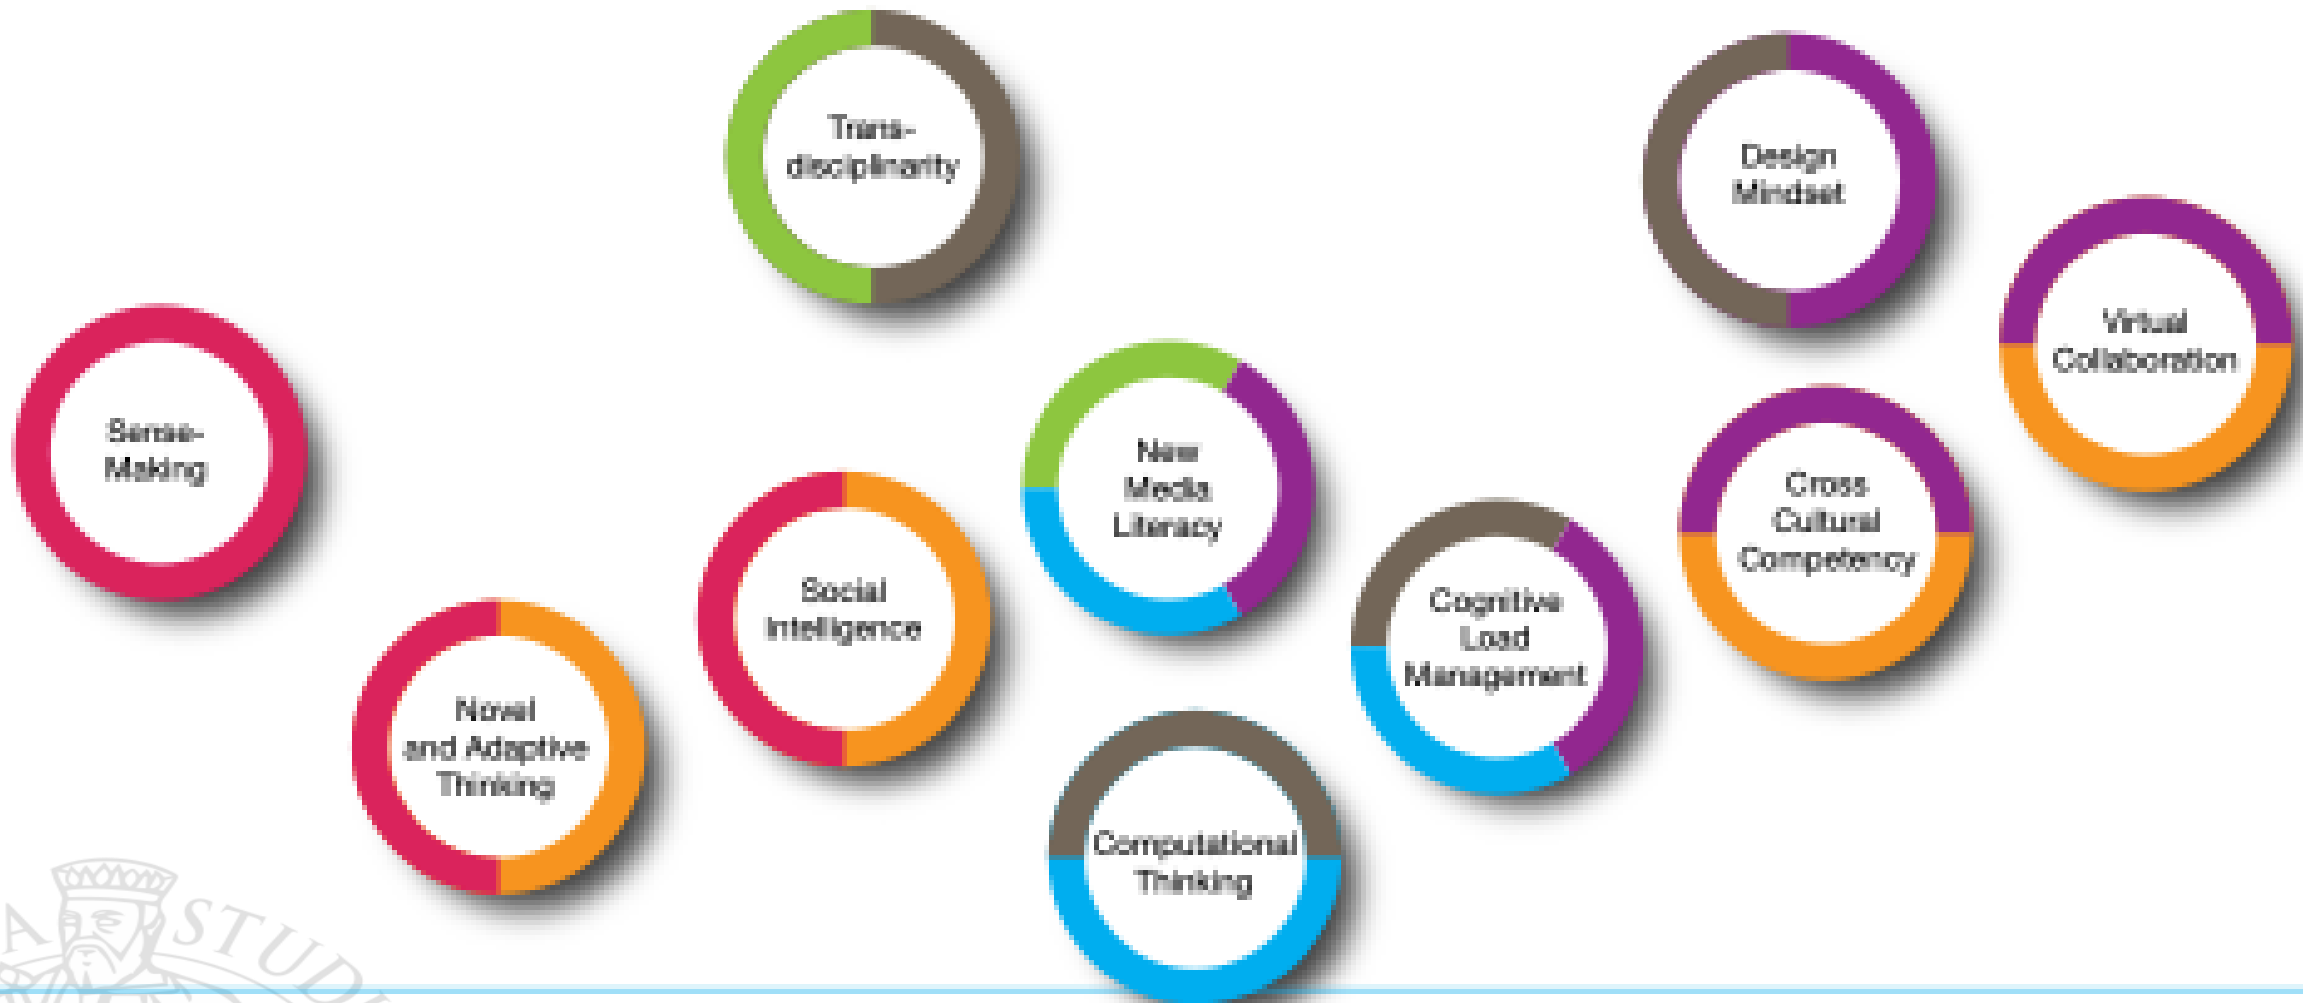 Trans-
disciplinarity
Design
Mindset
Virtual
Collaboration
Sense-
Making
New
Media
Literacy
Cross
Cultural
Competency
Social
Intelligence
Cognitive
Load
Management
Novel
and Adaptive
Thinking
Computational
Thinking
A STUD